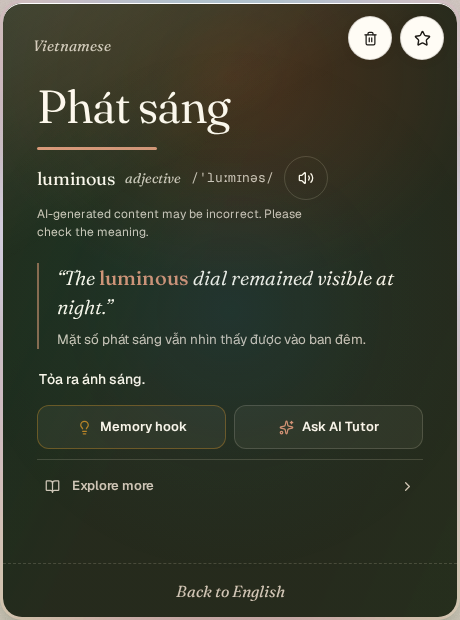 Vietnamese
Phát sáng
luminous adjective /ˈluːmɪnəs/
AI-generated content may be incorrect. Please
check the meaning.
“The luminous dial remained visible at
night.”
Mặt số phát sáng vẫn nhìn thấy được vào ban đêm.
Tỏa ra ánh sáng.
Memory hook
Ask AI Tutor
Explore more
Back to English